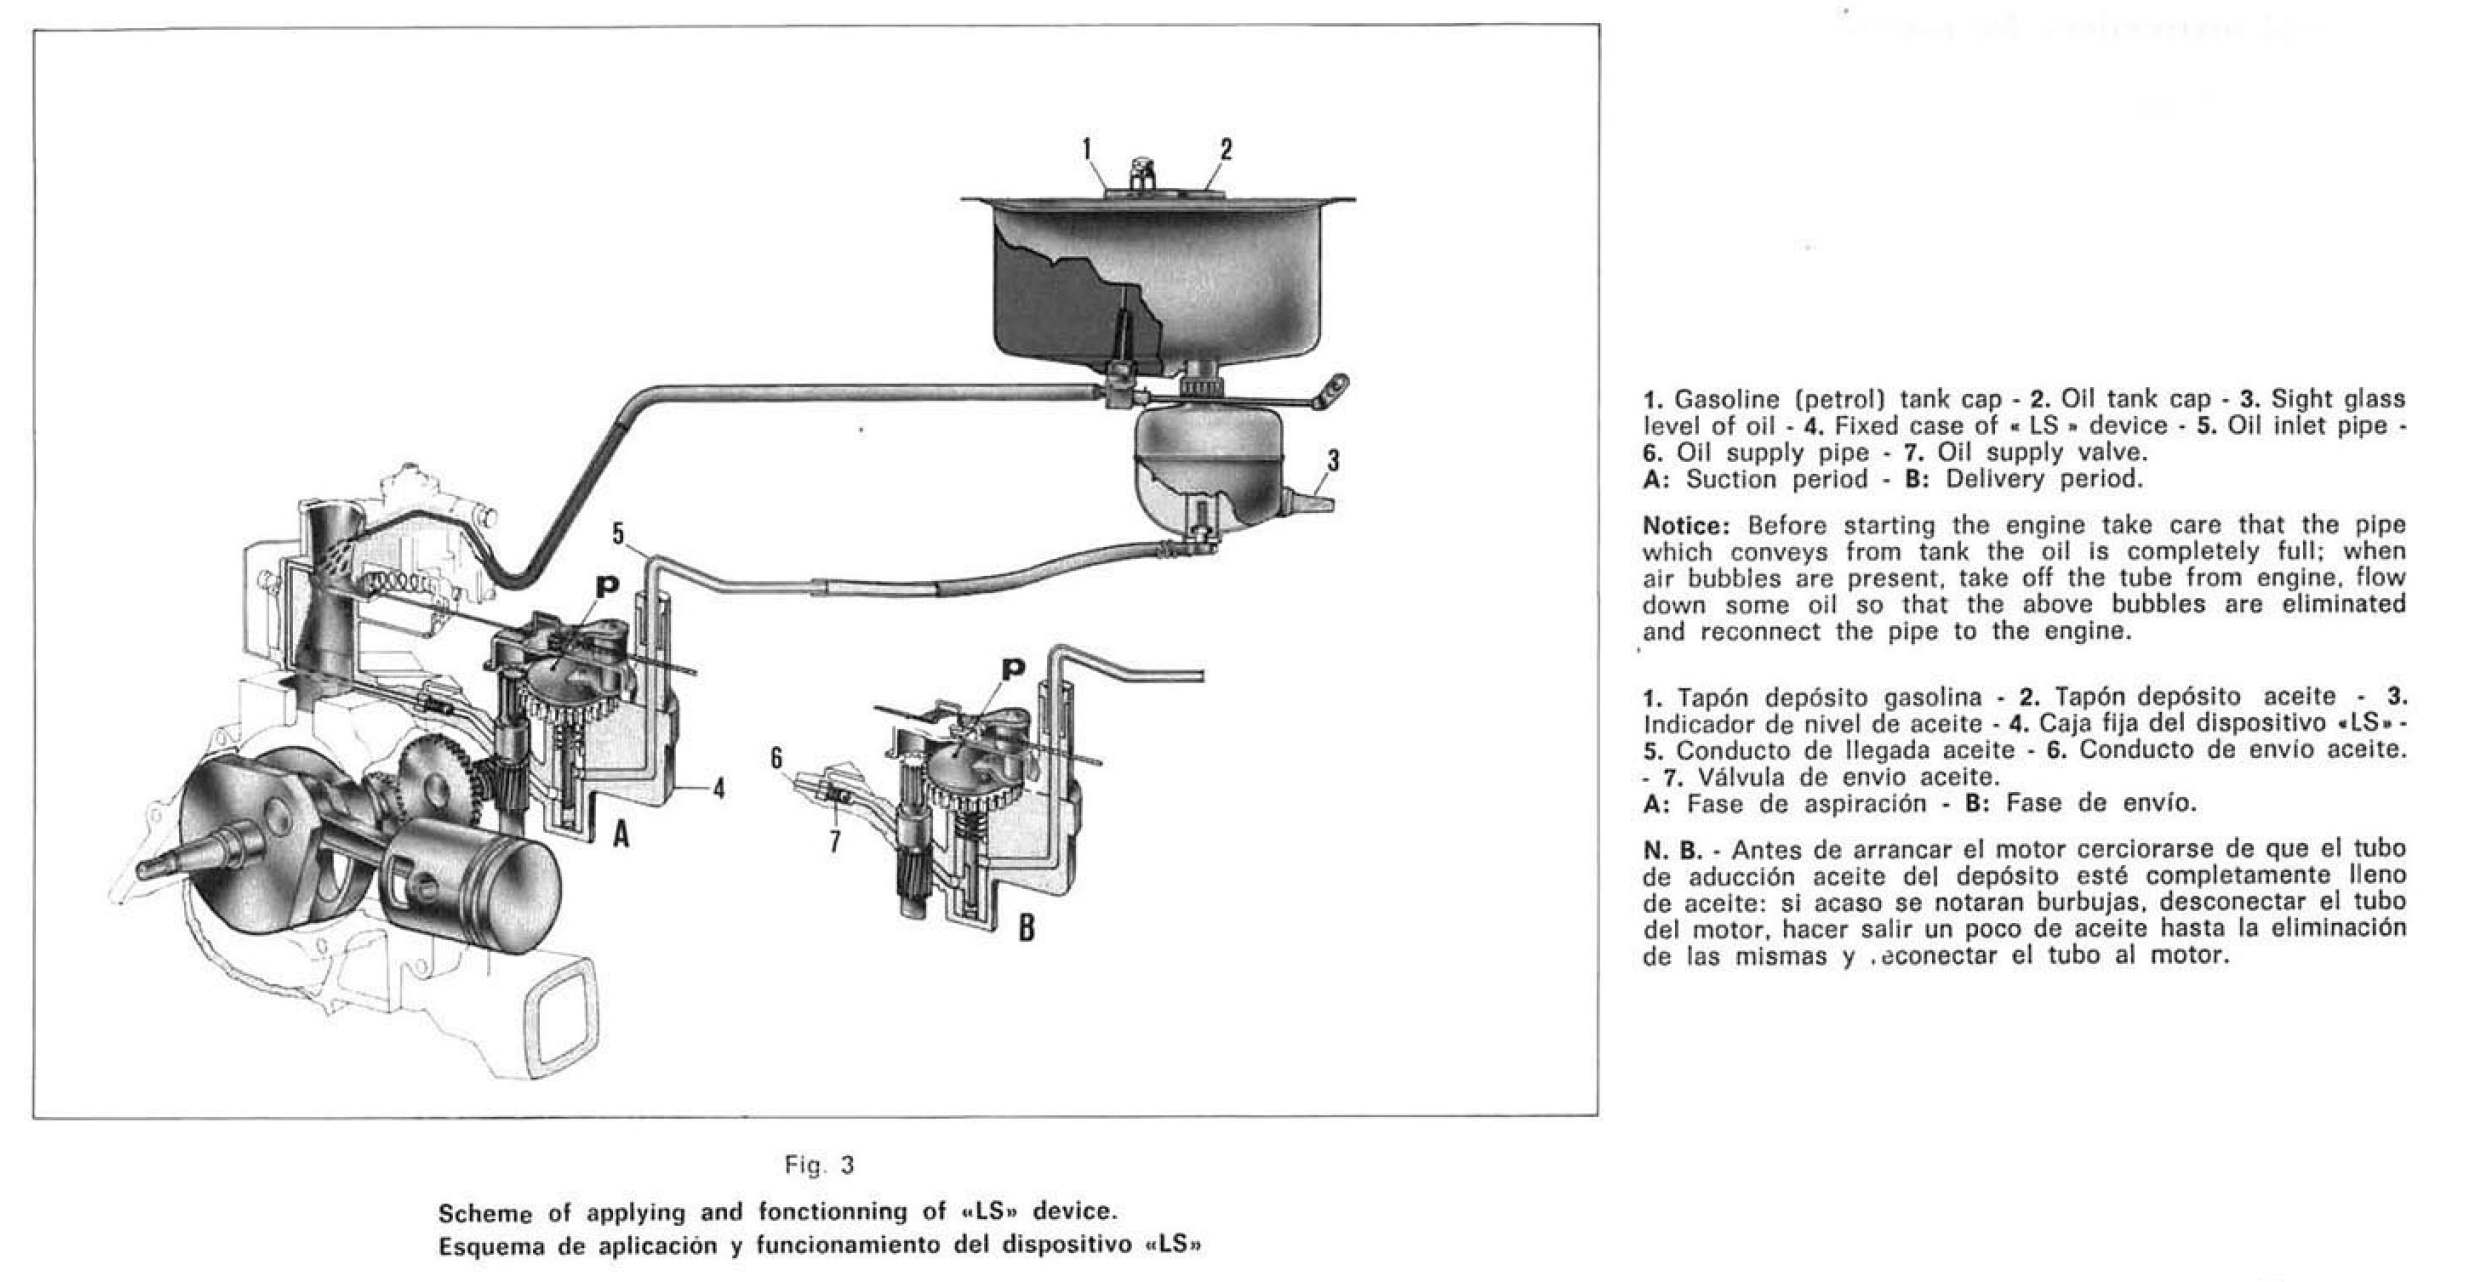 1 2
3
5
P
P
4
6
7
A
B
1. Gasoline (petrol) tank cap - 2. Oil tank cap - 3. Sight glass
level of oil - 4. Fixed case of « LS » device - 5. Oil inlet pipe -
6. Oil supply pipe - 7. Oil supply valve.
A: Suction period - B: Delivery period.
Notice: Before starting the engine take care that the pipe
which conveys from tank the oil is completely full; when
air bubbles are present, take off the tube from engine, flow
down some oil so that the above bubbles are eliminated
and reconnect the pipe to the engine.
1. Tapón depósito gasolina - 2. Tapón depósito aceite - 3.
Indicador de nivel de aceite - 4. Caja fija del dispositivo «LS» -
5. Conducto de llegada aceite - 6. Conducto de envío aceite.
- 7. Válvula de envio aceite.
A: Fase de aspiración - B: Fase de envío.
N. B. - Antes de arrancar el motor cerciorarse de que el tubo
de aducción aceite del depósito esté completamente lleno
de aceite: si acaso se notaran burbujas, desconectar el tubo
del motor, hacer salir un poco de aceite hasta la eliminación
de las mismas y .econectar el tubo al motor.
Fig. 3
Scheme of applying and fonctionning of «LS» device.
Esquema de aplicación y funcionamiento del dispositivo «LS»